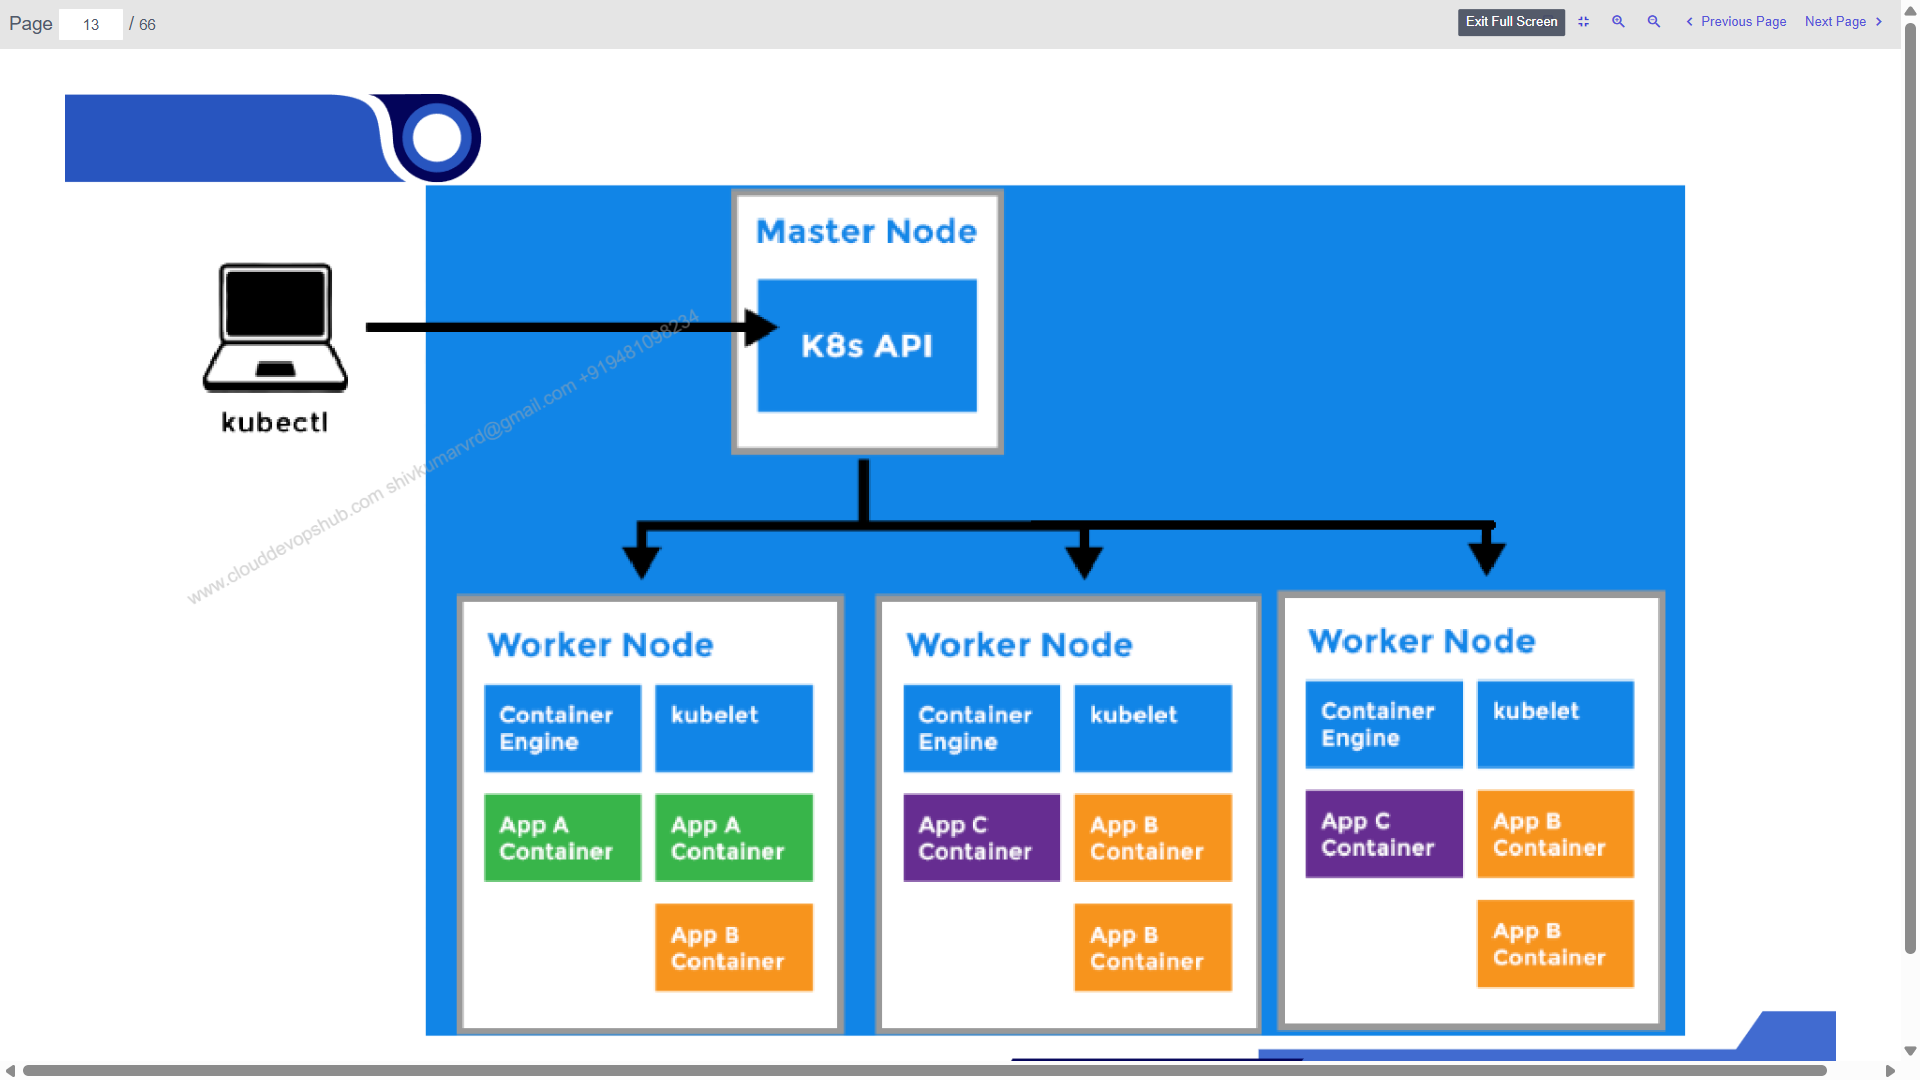 Page 13 / 66
Exit Full Screen
Previous Page
Next Page
Master Node
K8s API
kubectl
www.clouddevopshub.com shivkumarvrd@gmail.com +919481098234
Worker Node
Container
Engine
kubelet
App A
Container
App A
Container
App B
Container
Worker Node
Container
Engine
kubelet
App C
Container
App B
Container
App B
Container
Worker Node
Container
Engine
kubelet
App C
Container
App B
Container
App B
Container